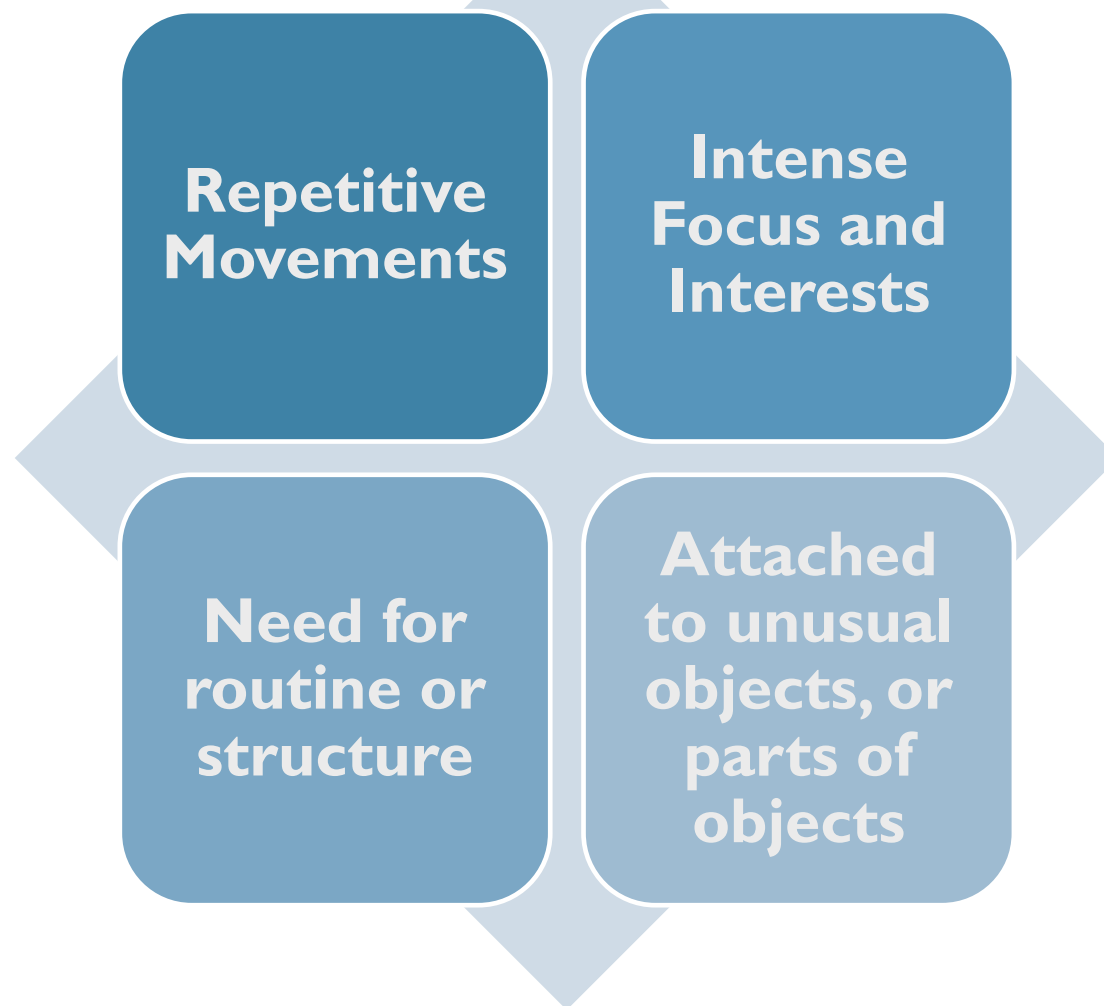 Repetitive
Movements
Intense
Focus and
Interests
Need for
routine or
structure
Attached
to unusual
objects, or
parts of
objects